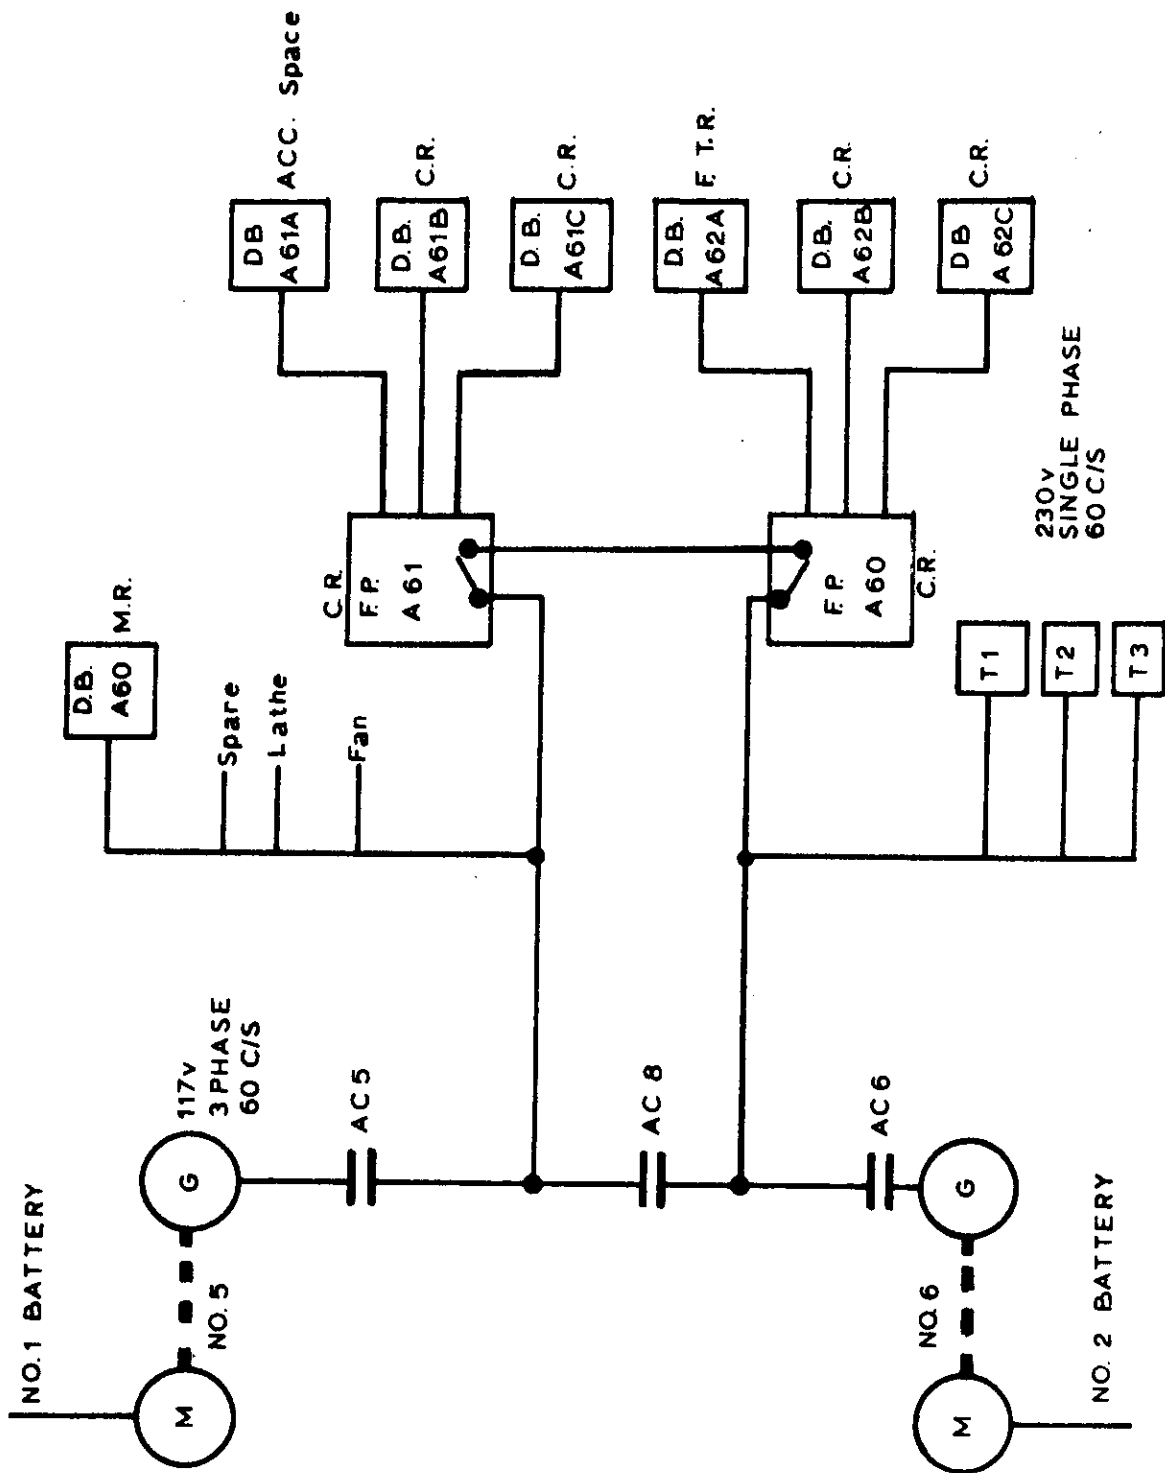 NO.1 BATTERY
M
NO.5
G
117v
3 PHASE
60 C/S
AC 5
AC 8
AC 6
M
NO.6
G
NO. 2 BATTERY
D.B.
A60
M.R.
Spare
Lathe
Fan
C.R.
F.P.
A 61
F.P.
A 60
C.R.
T1
T2
T3
230v
SINGLE PHASE
60 C/S
DB
A61A
ACC. Space
D.B.
A61B
C.R.
D.B.
A61C
C.R.
D.B.
A62A
F. T.R.
D.B.
A62B
C.R.
DB
A 62C
C.R.